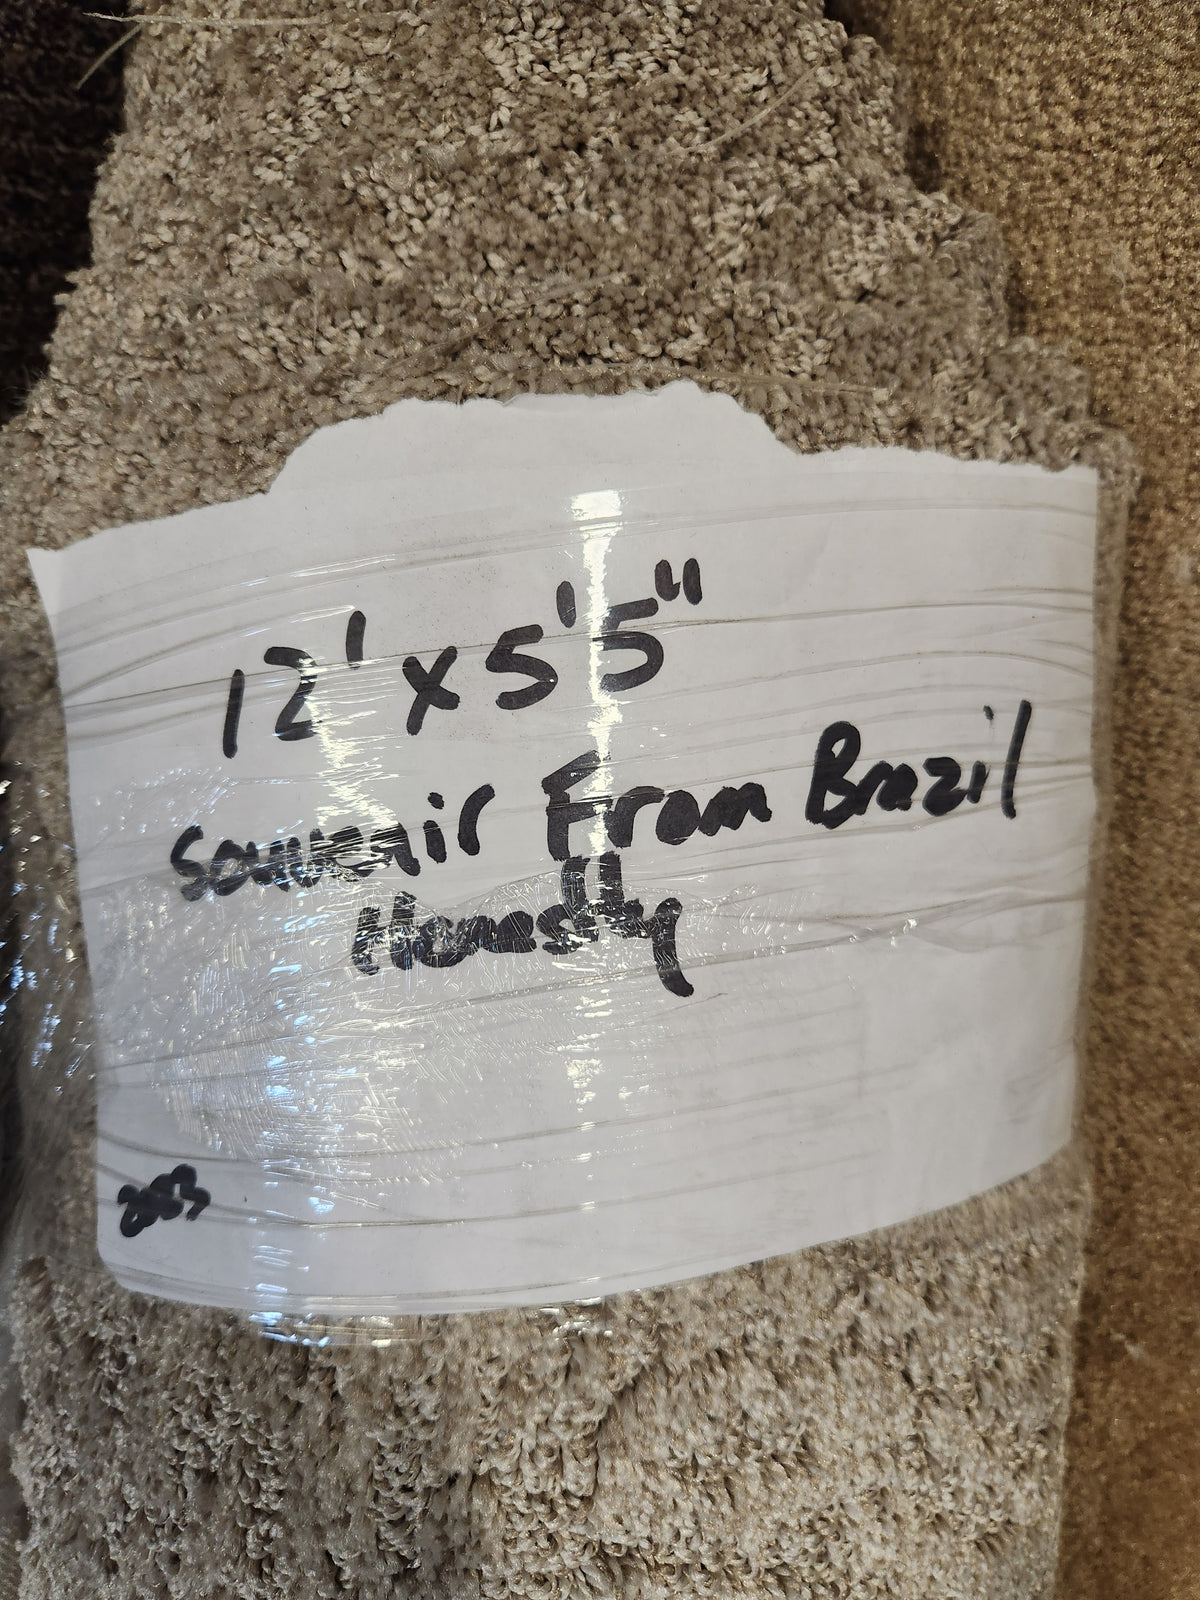 12' x 5'5"
Souvenir From Brazil
Honestly